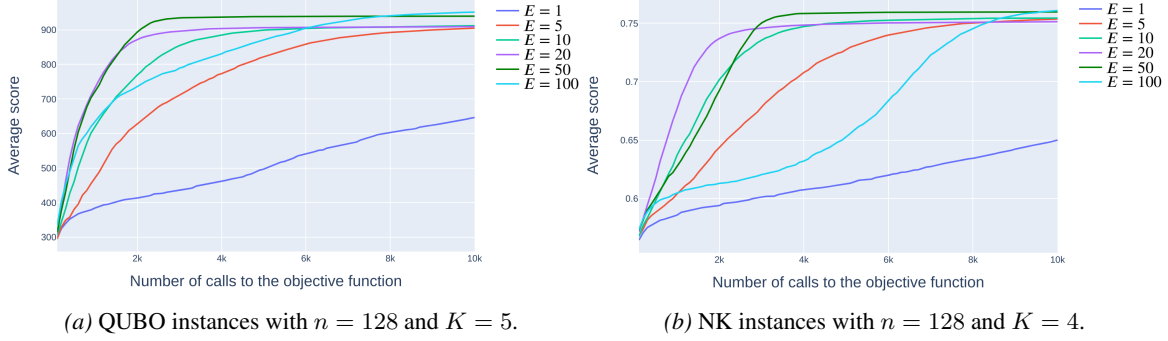 Average score
900
800
700
600
500
400
300
2k
4k
6k
8k
10k
Number of calls to the objective function
E = 1
E = 5
E = 10
E = 20
E = 50
E = 100
(a) QUBO instances with n = 128 and K = 5.
Average score
0.75
0.7
0.65
0.6
2k
4k
6k
8k
10k
Number of calls to the objective function
E = 1
E = 5
E = 10
E = 20
E = 50
E = 100
(b) NK instances with n = 128 and K = 4.